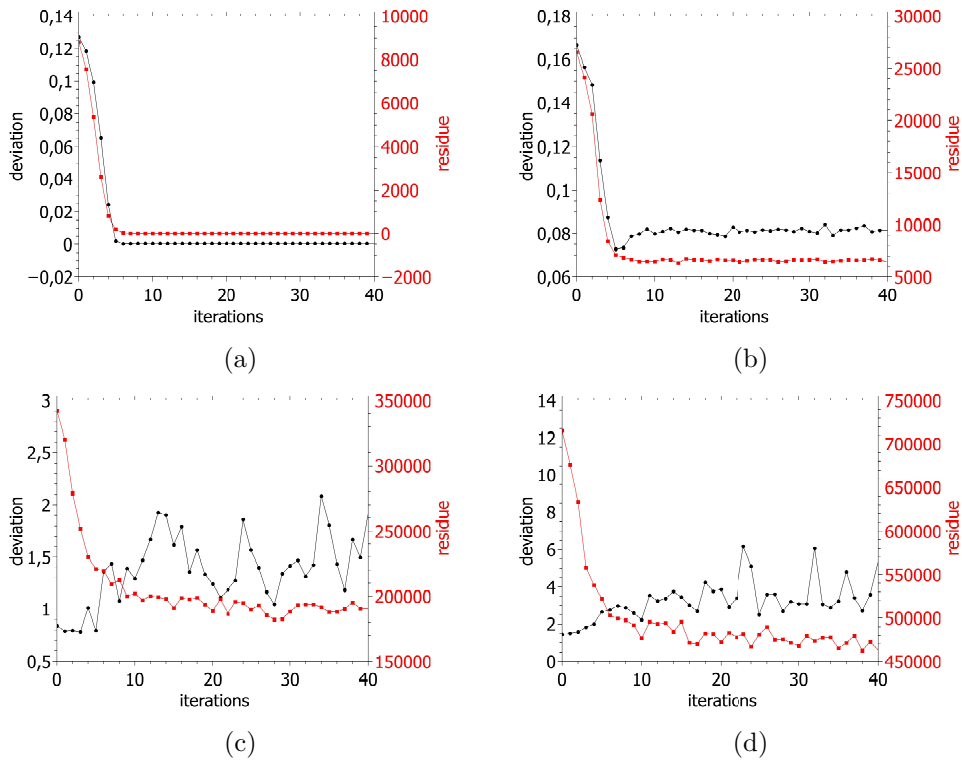 0,14
0,12
0,1
0,08
0,06
0,04
0,02
0
−0,02
deviation
10000
8000
6000
4000
2000
0
−2000
residue
0 10 20 30 40
iterations
(a)
0,18
0,16
0,14
0,12
0,1
0,08
0,06
deviation
30000
25000
20000
15000
10000
5000
residue
0 10 20 30 40
iterations
(b)
3
2,5
2
1,5
1
0,5
deviation
350000
300000
250000
200000
150000
residue
0 10 20 30 40
iterations
(c)
14
12
10
8
6
4
2
0
deviation
750000
700000
650000
600000
550000
500000
450000
residue
0 10 20 30 40
iterations
(d)